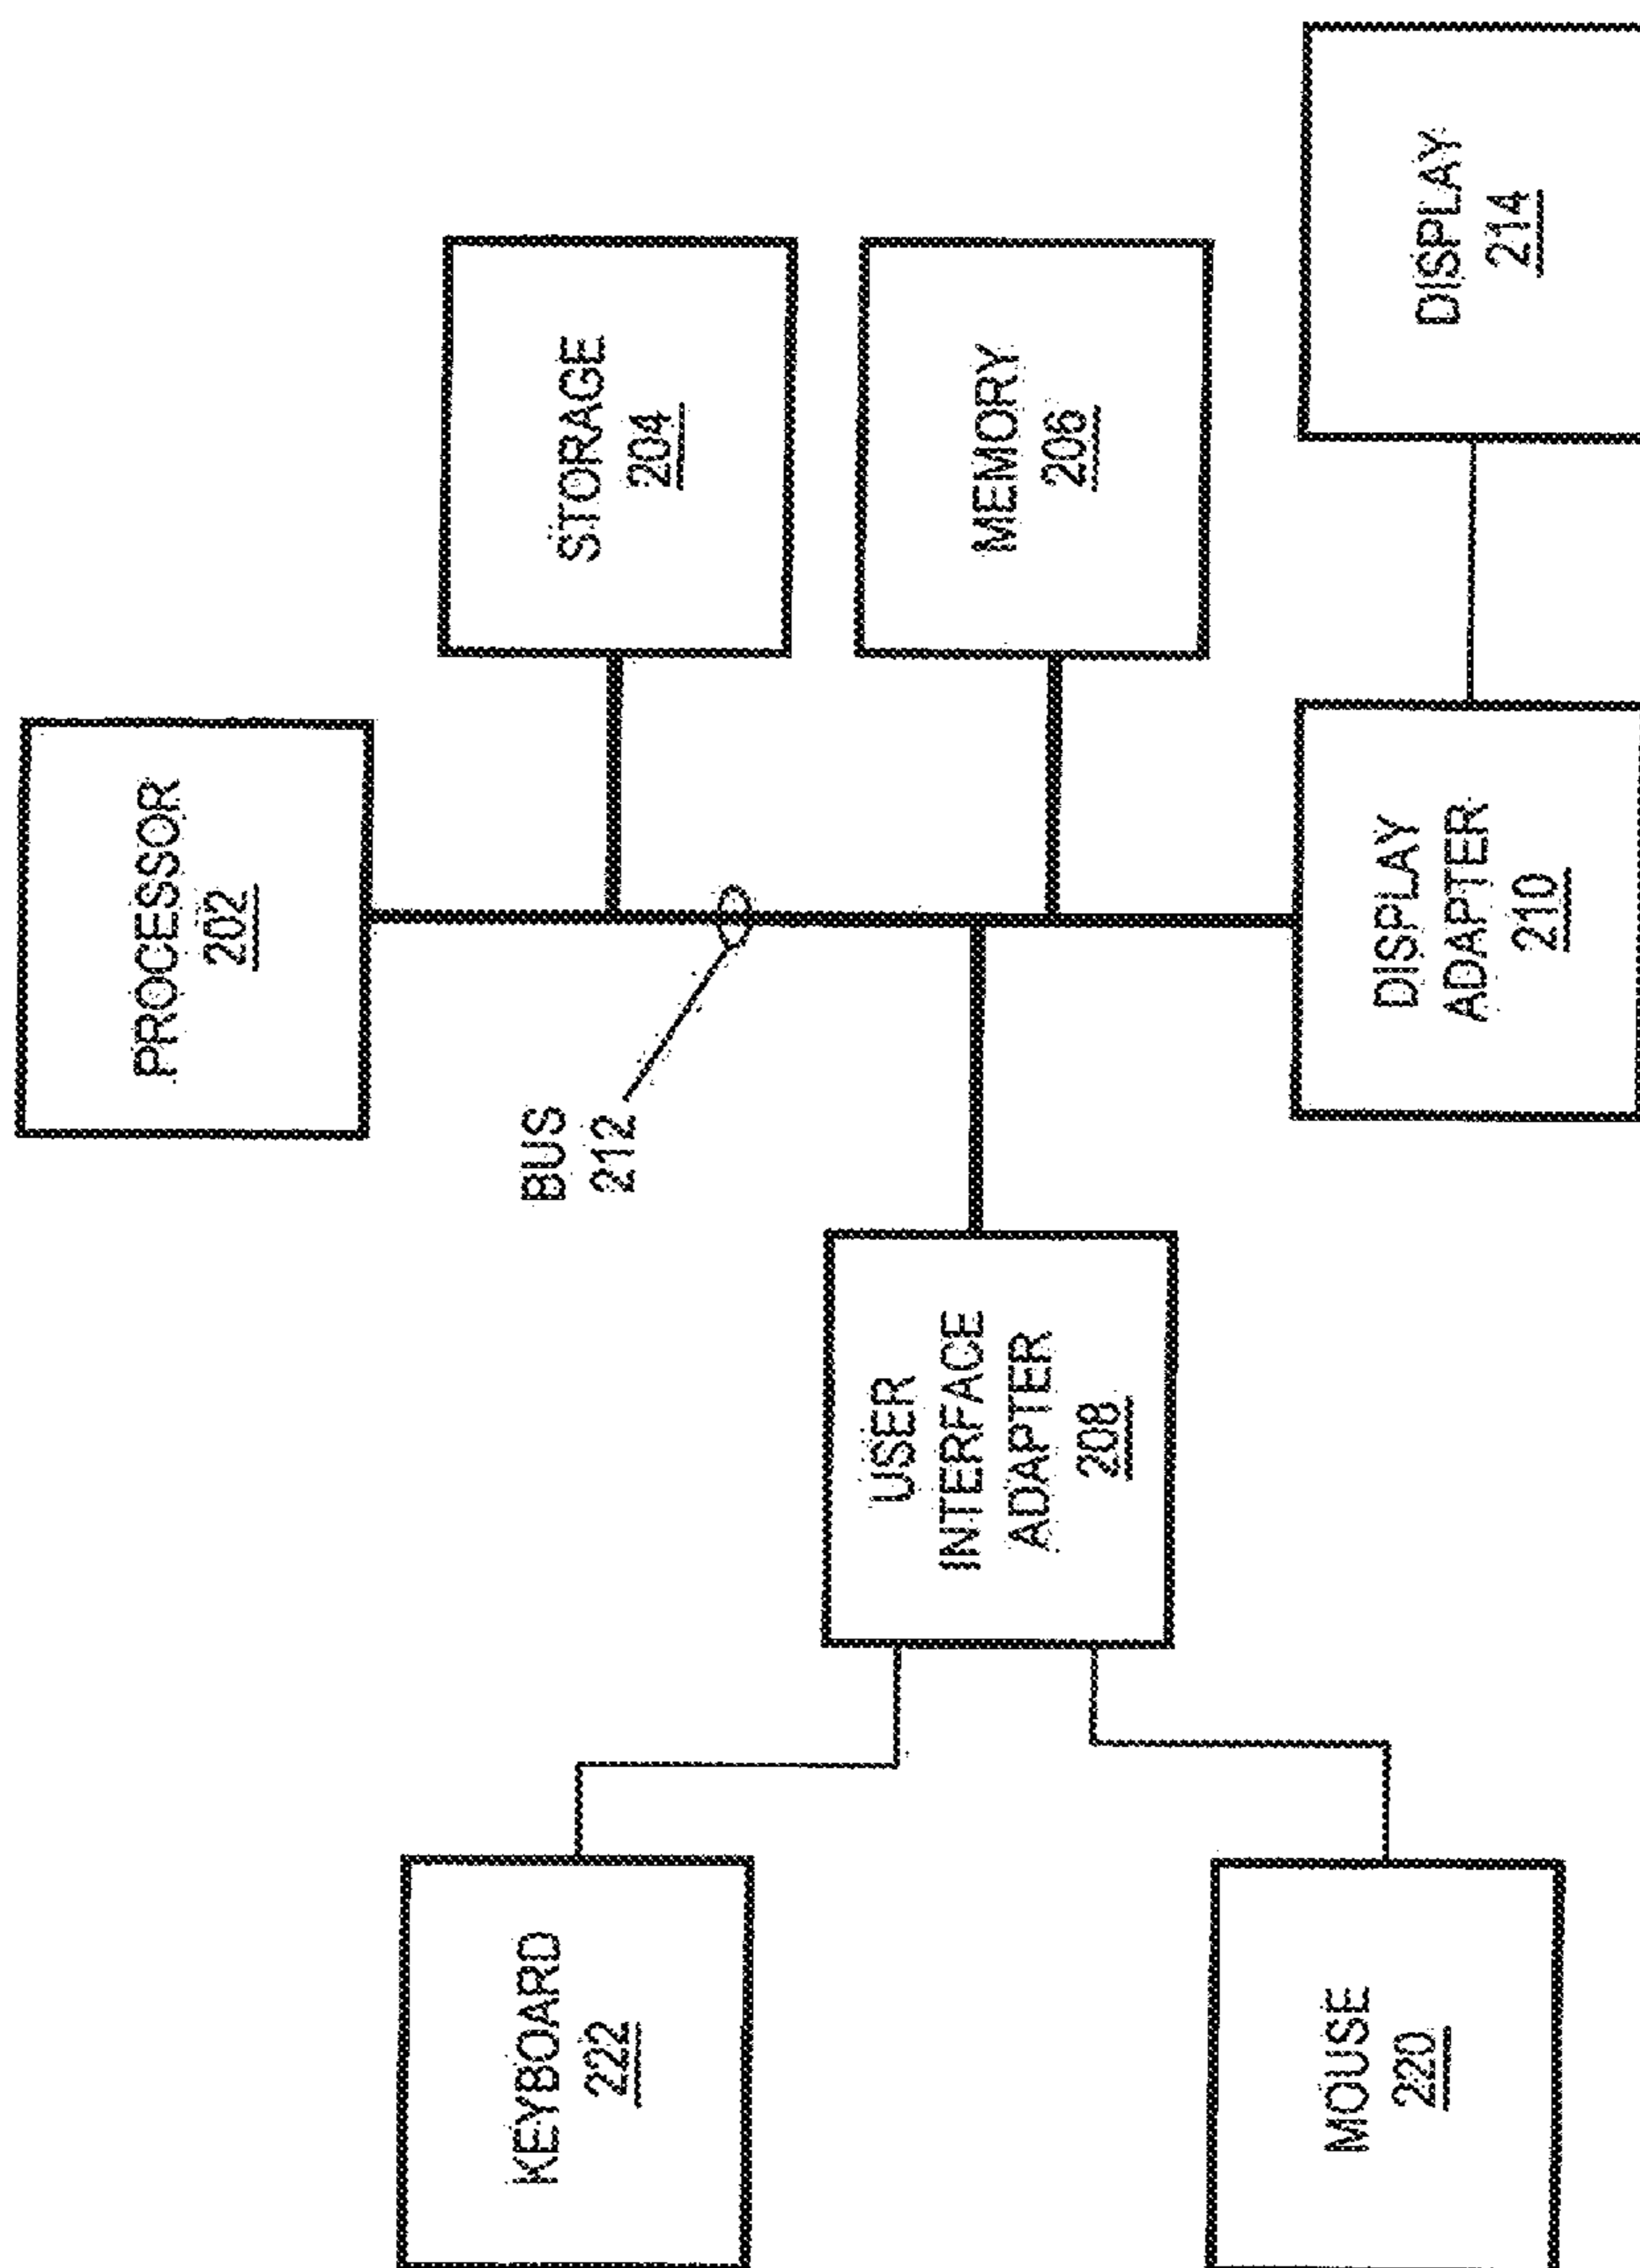 PROCESSOR
202
STORAGE
204
BUS
212
MEMORY
206
USER
INTERFACE
ADAPTER
208
DISPLAY
ADAPTER
210
DISPLAY
214
KEYBOARD
222
MOUSE
220